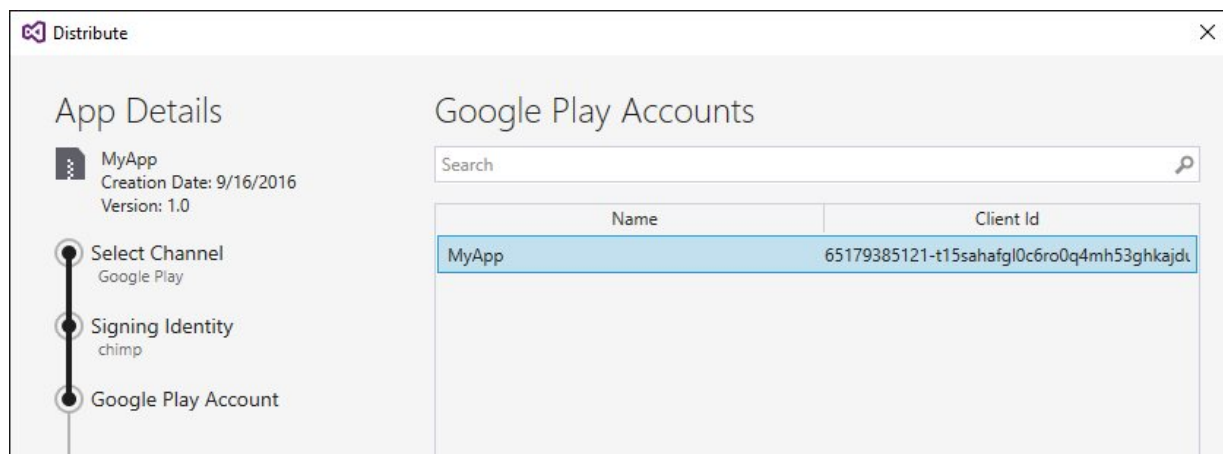 Distribute
App Details
MyApp
Creation Date: 9/16/2016
Version: 1.0
Select Channel
Google Play
Signing Identity
chimp
Google Play Account
Google Play Accounts
Search
Name Client Id
MyApp 65179385121-t15sahafgl0c6ro0q4mh53ghkajdu